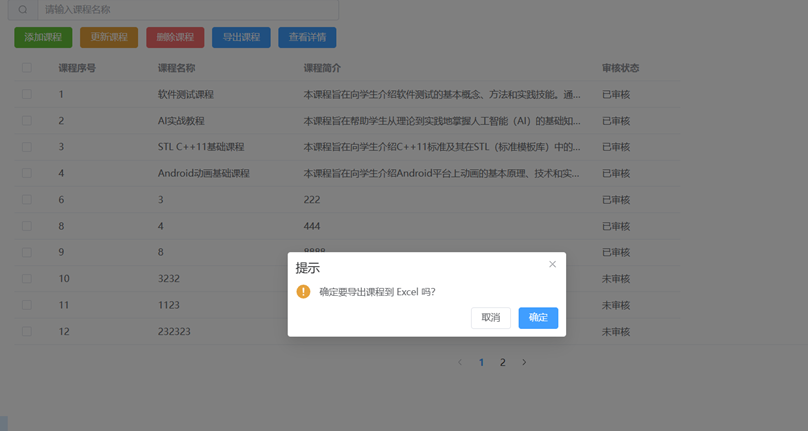 请输入课程名称
添加课程 更新课程 删除课程 导出课程 查看详情
课程序号 课程名称 课程简介 审核状态
1 软件测试课程 本课程旨在向学生介绍软件测试的基本概念、方法和实践技能。通... 已审核
2 AI实战教程 本课程旨在帮助学生从理论到实践地掌握人工智能（AI）的基础知... 已审核
3 STL C++11基础课程 本课程旨在向学生介绍C++11标准及其在STL（标准模板库）中的... 已审核
4 Android动画基础课程 本课程旨在向学生介绍Android平台上动画的基本原理、技术和实... 已审核
6 3 222 已审核
8 4 444 已审核
9 8 8888 已审核
提示
10 3232 未审核
确定要导出课程到 Excel 吗？
11 1123 未审核
取消 确定
12 232323 未审核
1 2